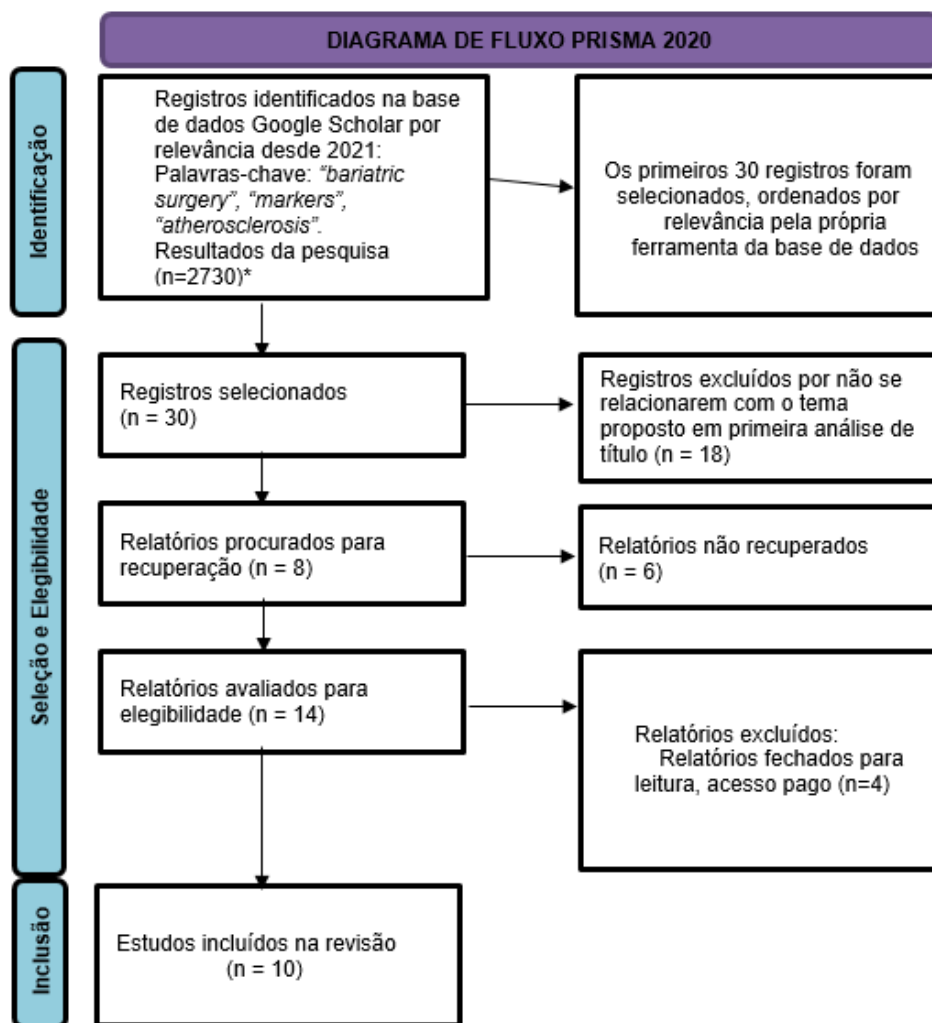 DIAGRAMA DE FLUXO PRISMA 2020
Identificação
Registros identificados na base
de dados Google Scholar por
relevância desde 2021:
Palavras-chave: “bariatric
surgery”, “markers”,
“atherosclerosis”.
Resultados da pesquisa
(n=2730)*
Os primeiros 30 registros foram
selecionados, ordenados por
relevância pela própria
ferramenta da base de dados
Seleção e Elegibilidade
Registros selecionados
(n = 30)
Registros excluídos por não se
relacionarem com o tema
proposto em primeira análise de
título (n = 18)
Relatórios procurados para
recuperação (n = 8)
Relatórios não recuperados
(n = 6)
Relatórios avaliados para
elegibilidade (n = 14)
Relatórios excluídos:
Relatórios fechados para
leitura, acesso pago (n=4)
Inclusão
Estudos incluídos na revisão
(n = 10)